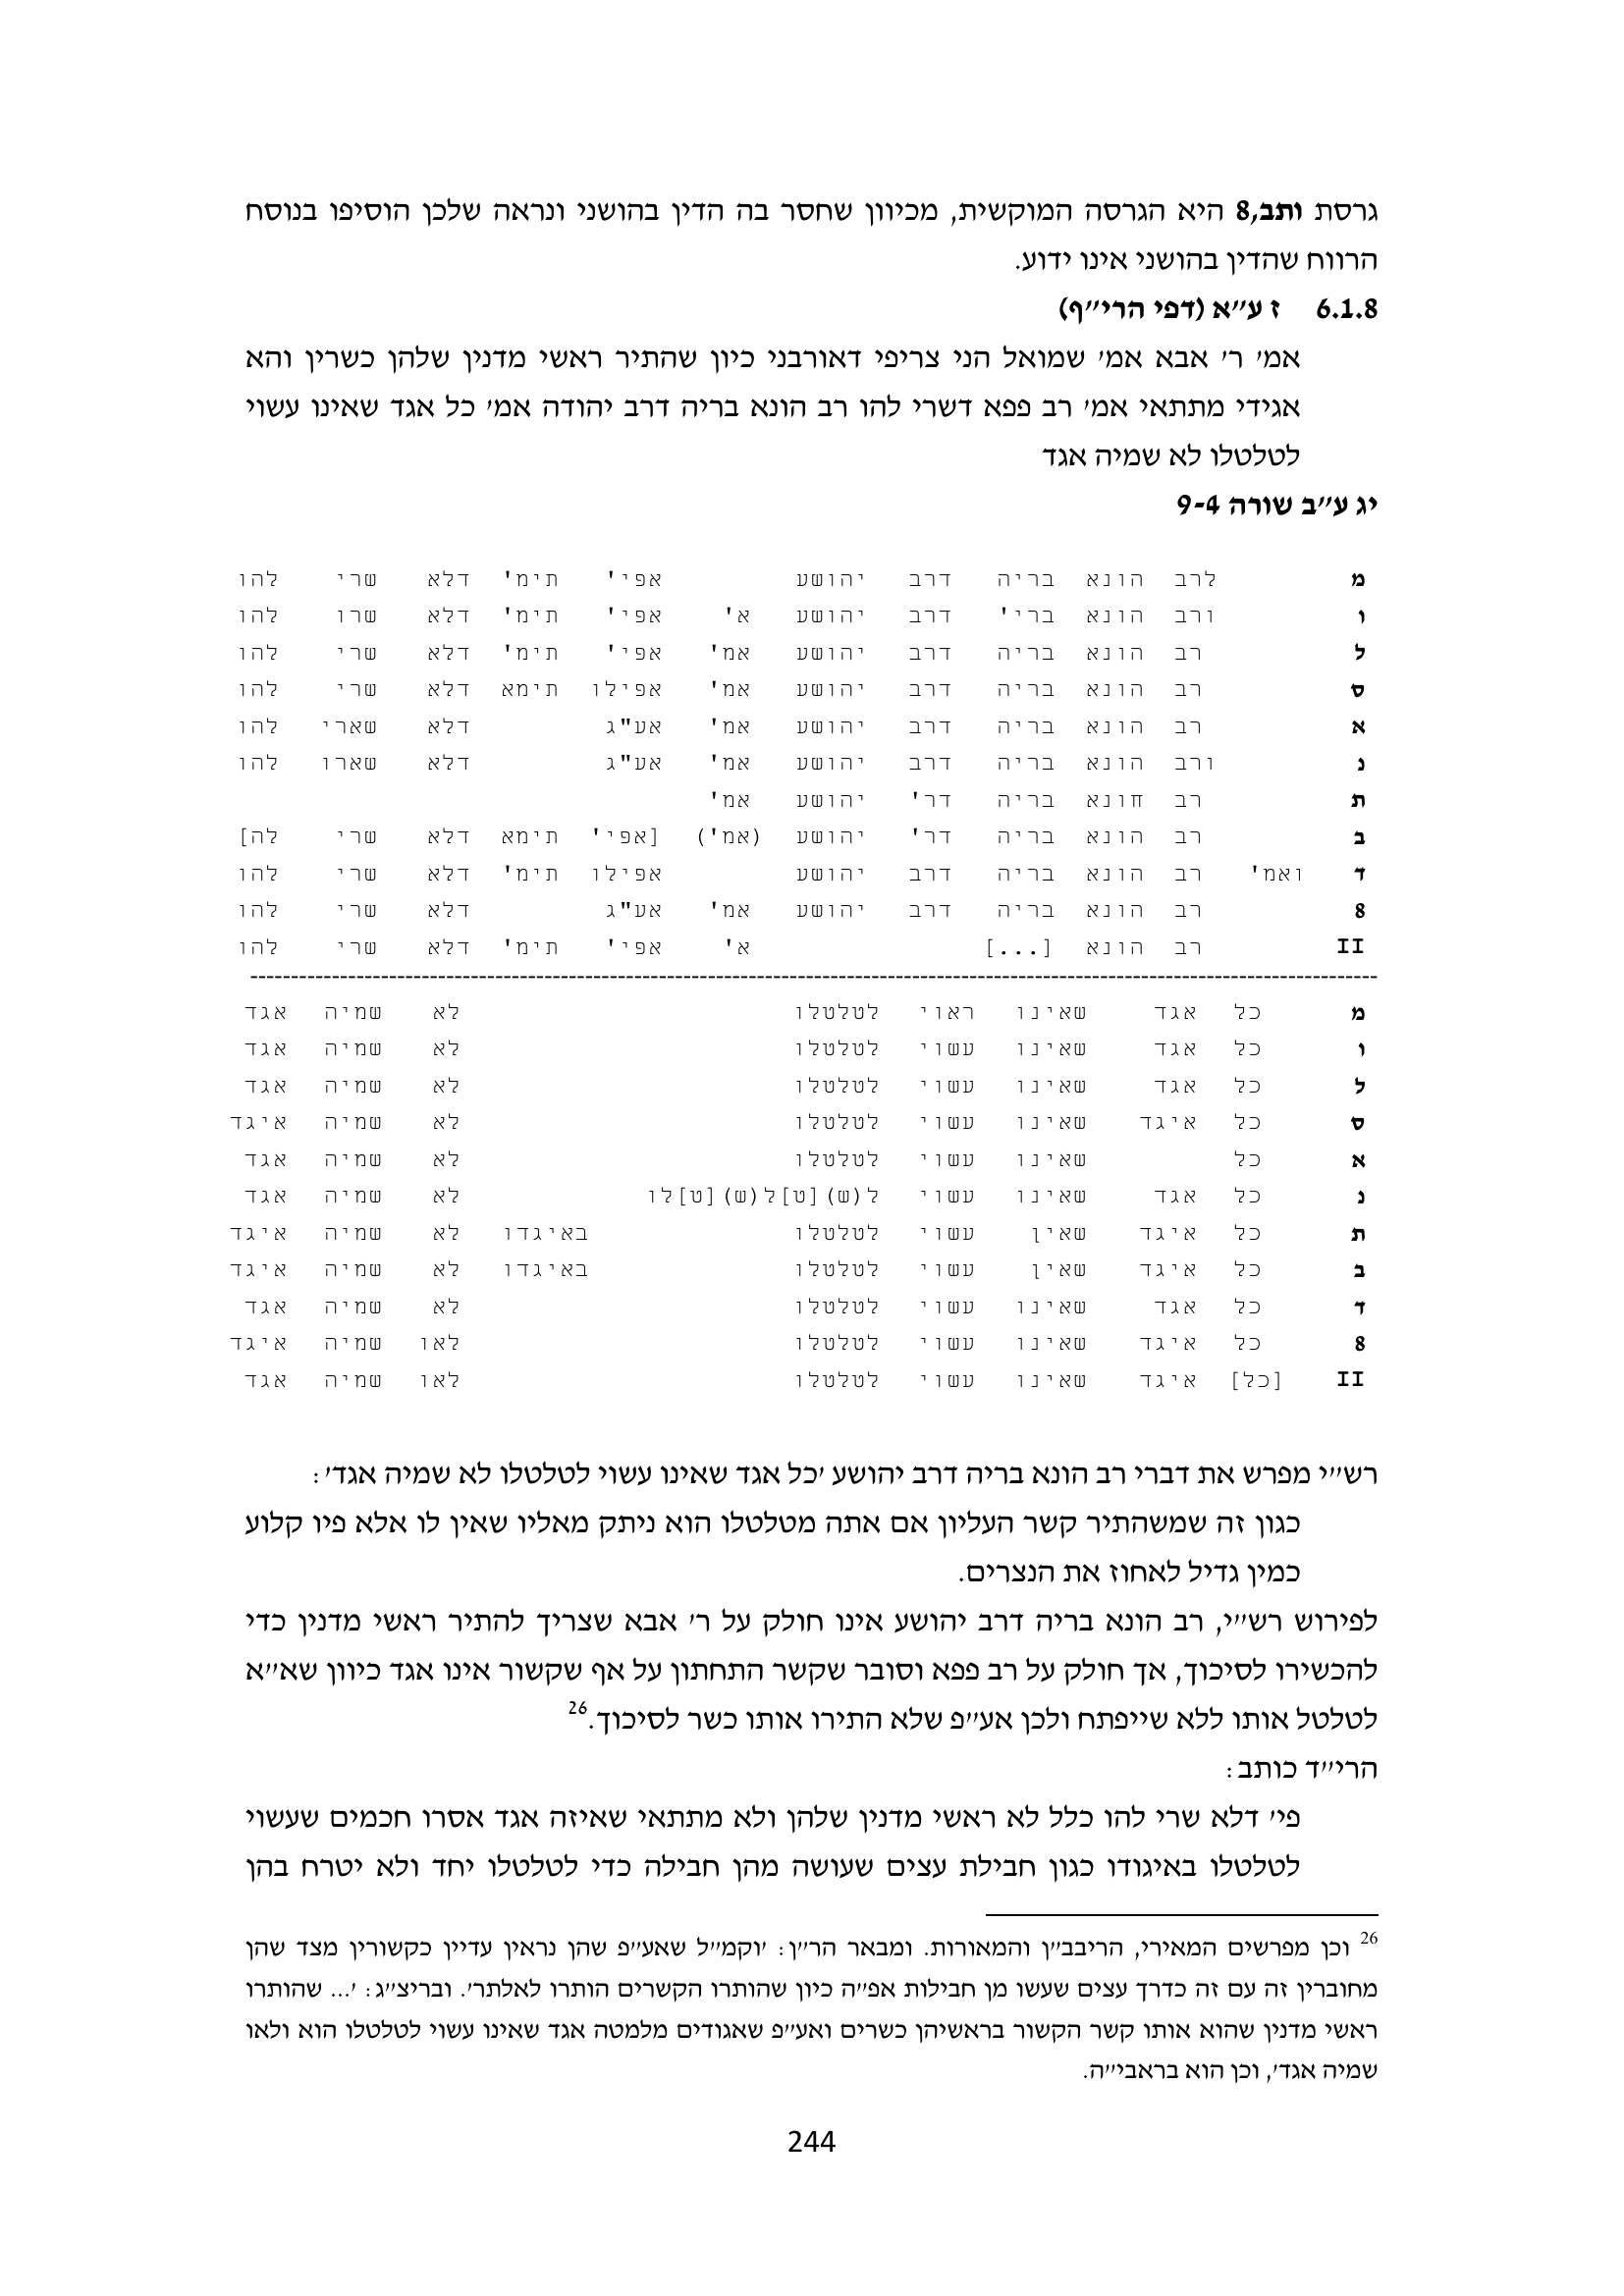 גרסת ותב,8 היא הגרסה המוקשית, מכיוון שחסר בה הדין בהושני ונראה שלכן הוסיפו בנוסח
הרווח שהדין בהושני אינו ידוע.
6.1.8 ז ע״א (דפי הרי״ף)
אמ׳ ר׳ אבא אמ׳ שמואל הני צריפי דאורבני כיון שהתיר ראשי מדנין שלהן כשרין והא
אגידי מתתאי אמ׳ רב פפא דשרי להו רב הונא בריה דרב יהודה אמ׳ כל אגד שאינו עשוי
לטלטלו לא שמיה אגד
יג ע״ב שורה 9-4
מ לרב הונא בריה דרב יהושע אפי' תימ' דלא שרי להו
ו ורב הונא ברי' דרב יהושע א' אפי' תימ' דלא שרו להו
ל רב הונא בריה דרב יהושע אמ' אפי' תימ' דלא שרי להו
ס רב הונא בריה דרב יהושע אמ' אפילו תימא דלא שרי להו
א רב הונא בריה דרב יהושע אמ' אע"ג דלא שארי להו
נ ורב הונא בריה דרב יהושע אמ' אע"ג דלא שארו להו
ת רב חונא בריה דר' יהושע אמ'
ב רב הונא בריה דר' יהושע (אמ') [אפי' תימא דלא שרי לה]
ד ואמ' רב הונא בריה דרב יהושע אפילו תימ' דלא שרי להו
8 רב הונא בריה דרב יהושע אמ' אע"ג דלא שרי להו
II רב הונא [...] א' אפי' תימ' דלא שרי להו
מ כל אגד שאינו ראוי לטלטלו לא שמיה אגד
ו כל אגד שאינו עשוי לטלטלו לא שמיה אגד
ל כל אגד שאינו עשוי לטלטלו לא שמיה אגד
ס כל איגד שאינו עשוי לטלטלו לא שמיה איגד
א כל שאינו עשוי לטלטלו לא שמיה אגד
נ כל אגד שאינו עשוי ל(ש)[ט]ל(ש)[ט]לו לא שמיה אגד
ת כל איגד שאין עשוי לטלטלו באיגדו לא שמיה איגד
ב כל איגד שאין עשוי לטלטלו באיגדו לא שמיה איגד
ד כל אגד שאינו עשוי לטלטלו לא שמיה אגד
8 כל איגד שאינו עשוי לטלטלו לאו שמיה איגד
II [כל] איגד שאינו עשוי לטלטלו לאו שמיה אגד
רש״י מפרש את דברי רב הונא בריה דרב יהושע ׳כל אגד שאינו עשוי לטלטלו לא שמיה אגד׳:
כגון זה שמשהתיר קשר העליון אם אתה מטלטלו הוא ניתק מאליו שאין לו אלא פיו קלוע
כמין גדיל לאחוז את הנצרים.
לפירוש רש״י, רב הונא בריה דרב יהושע אינו חולק על ר׳ אבא שצריך להתיר ראשי מדנין כדי
להכשירו לסיכוך, אך חולק על רב פפא וסובר שקשר התחתון על אף שקשור אינו אגד כיוון שא״א
לטלטל אותו ללא שייפתח ולכן אע״פ שלא התירו אותו כשר לסיכוך.26
הרי״ד כותב:
פי׳ דלא שרי להו כלל לא ראשי מדנין שלהן ולא מתתאי שאיזה אגד אסרו חכמים שעשוי
לטלטלו באיגודו כגון חבילת עצים שעושה מהן חבילה כדי לטלטלו יחד ולא יטרח בהן
26 וכן מפרשים המאירי, הריבב״ן והמאורות. ומבאר הר״ן: ׳וקמ״ל שאע״פ שהן נראין עדיין כקשורין מצד שהן
מחוברין זה עם זה כדרך עצים שעשו מן חבילות אפ״ה כיון שהותרו הקשרים הותרו לאלתר׳. ובריצ״ג: ׳... שהותרו
ראשי מדנין שהוא אותו קשר הקשור בראשיהן כשרים ואע״פ שאגודים מלמטה אגד שאינו עשוי לטלטלו הוא ולאו
שמיה אגד׳, וכן הוא בראבי״ה.
244